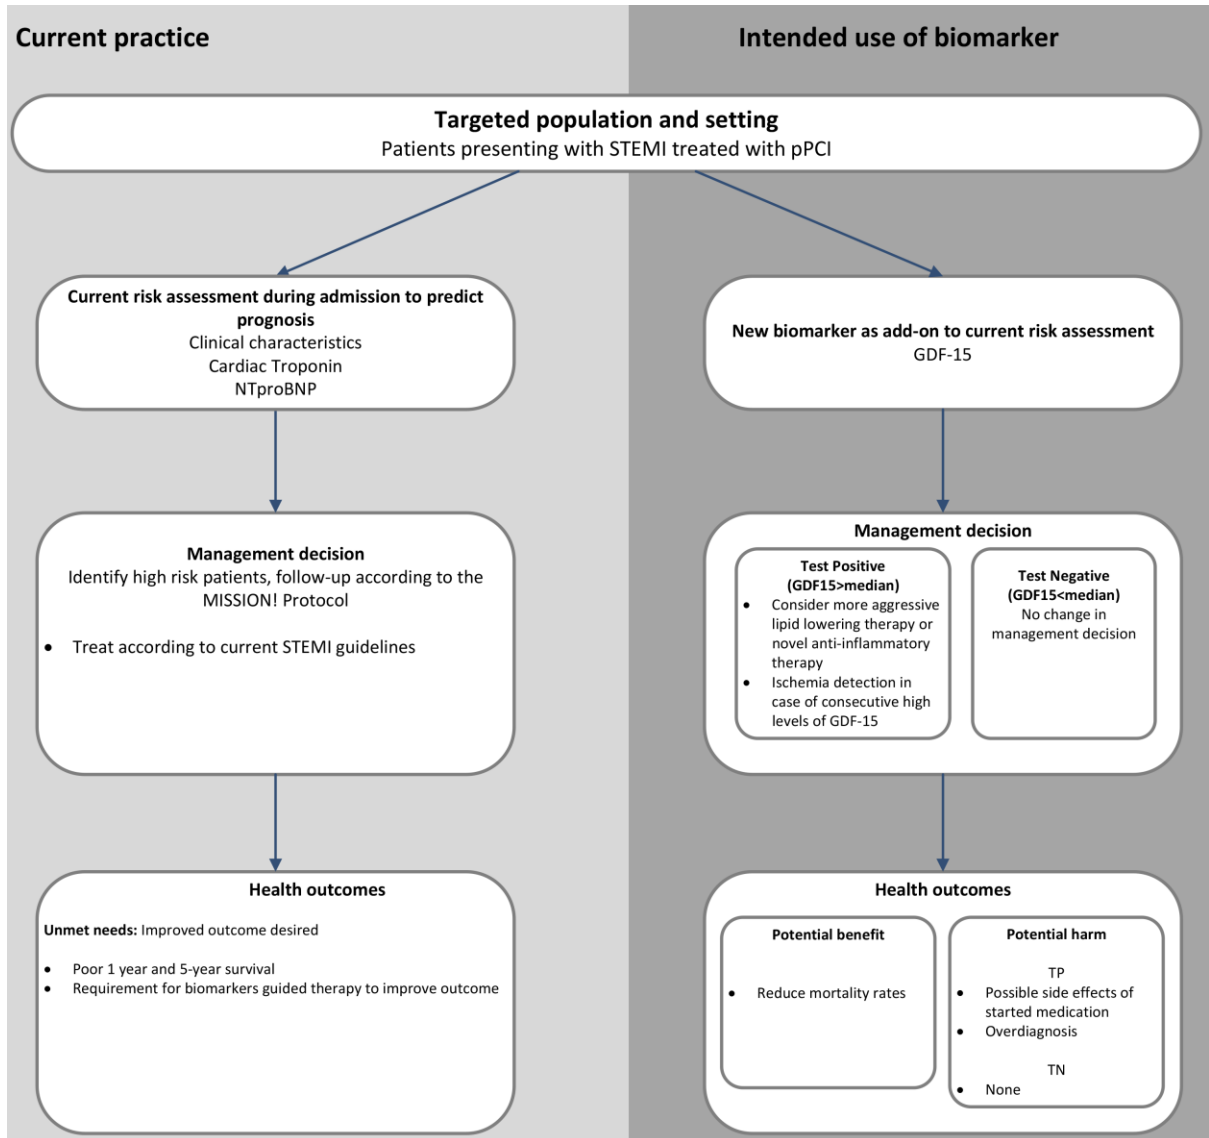 Current practice
Intended use of biomarker
Targeted population and setting
Patients presenting with STEMI treated with pPCI
Current risk assessment during admission to predict
prognosis
Clinical characteristics
Cardiac Troponin
NTproBNP
New biomarker as add-on to current risk assessment
GDF-15
Management decision
Identify high risk patients, follow-up according to the
MISSION! Protocol
• Treat according to current STEMI guidelines
Management decision
Test Positive
(GDF15>median)
• Consider more aggressive
lipid lowering therapy or
novel anti-inflammatory
therapy
• Ischemia detection in
case of consecutive high
levels of GDF-15
Test Negative
(GDF15<median)
No change in
management decision
Health outcomes
Unmet needs: Improved outcome desired
• Poor 1 year and 5-year survival
• Requirement for biomarkers guided therapy to improve outcome
Health outcomes
Potential benefit
• Reduce mortality rates
Potential harm
TP
• Possible side effects of
started medication
• Overdiagnosis
TN
• None